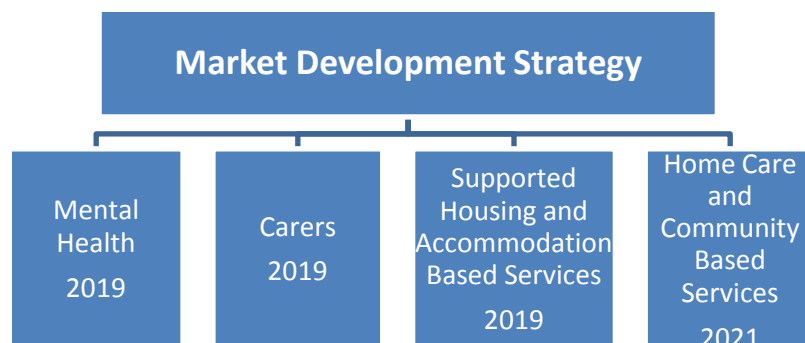 Market Development Strategy
Mental
Health
2019
Carers
2019
Supported
Housing and
Accommodation
Based Services
2019
Home Care
and
Community
Based
Services
2021